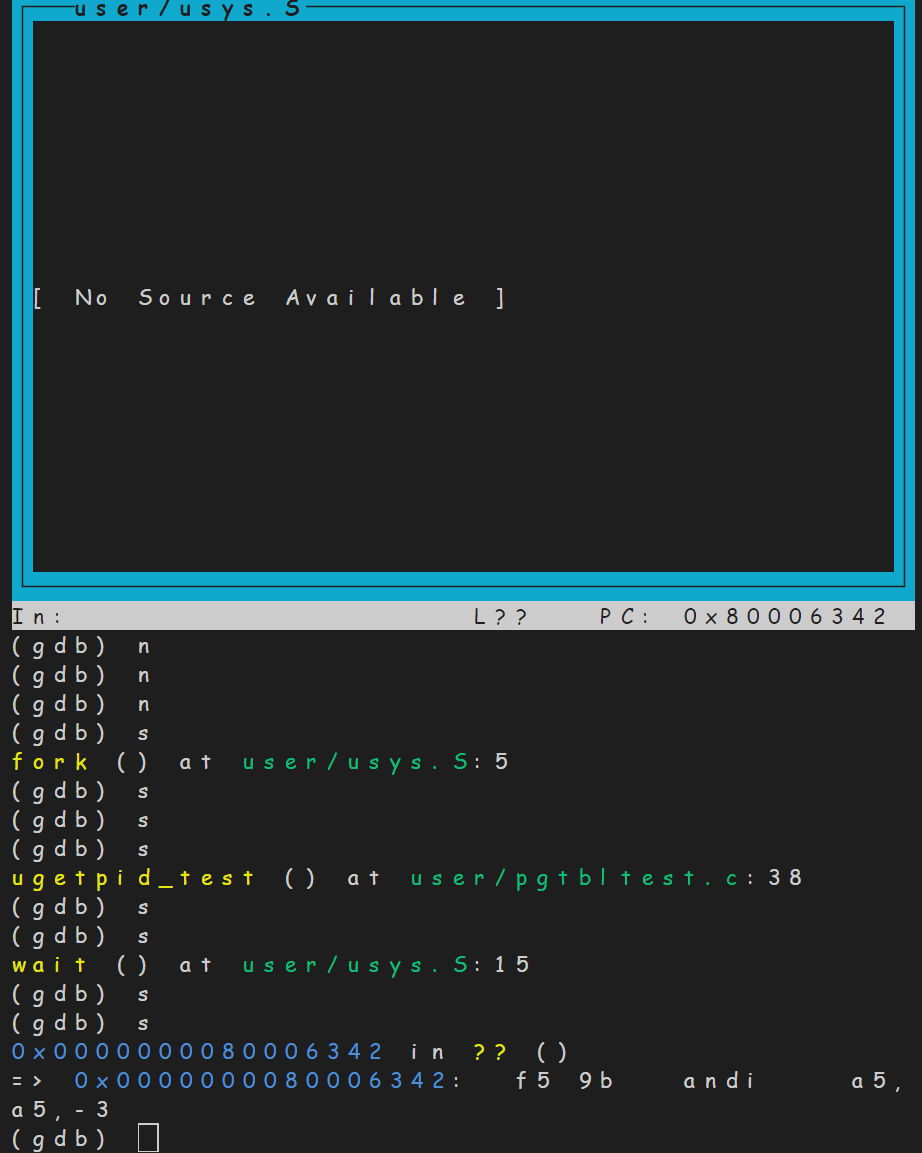 user/usys.S
[ No Source Available ]
In: L?? PC: 0x80006342
(gdb) n
(gdb) n
(gdb) n
(gdb) s
fork () at user/usys.S:5
(gdb) s
(gdb) s
(gdb) s
ugetpid_test () at user/pgtbltest.c:38
(gdb) s
(gdb) s
wait () at user/usys.S:15
(gdb) s
(gdb) s
0x0000000080006342 in ?? ()
=> 0x0000000080006342: f5 9b andi a5,
a5,-3
(gdb)